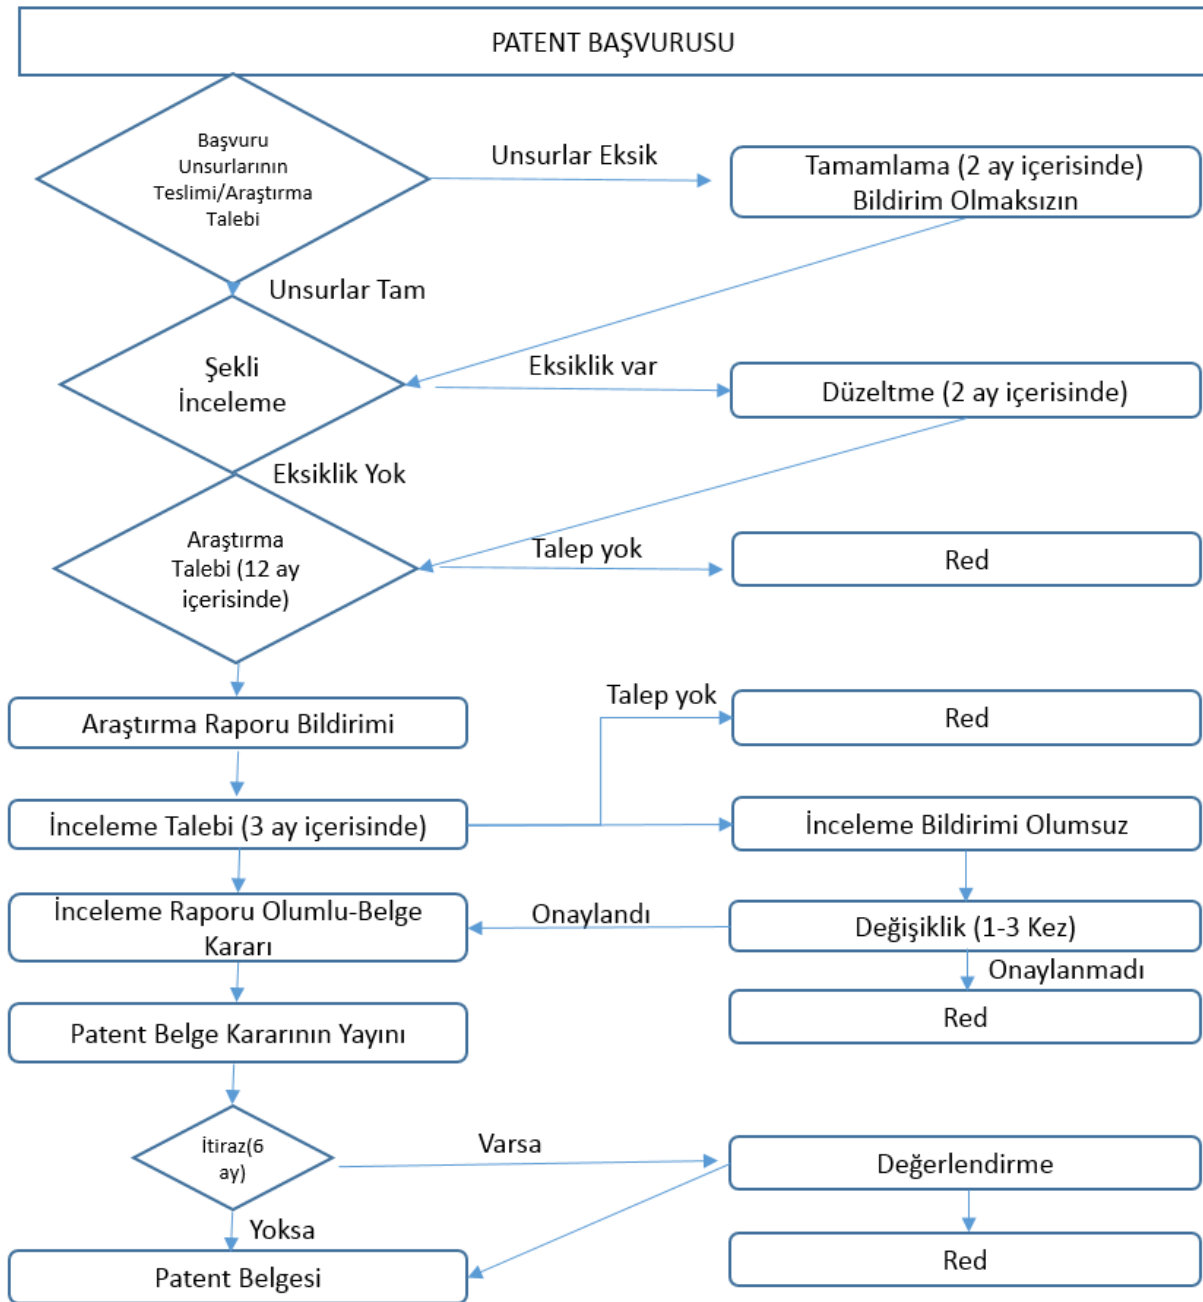 PATENT BAŞVURUSU
Başvuru
Unsurlarının
Teslimi/Araştırma
Talebi
Unsurlar Eksik
Tamamlama (2 ay içerisinde)
Bildirim Olmaksızın
Unsurlar Tam
Şekli
İnceleme
Eksiklik var
Düzeltme (2 ay içerisinde)
Eksiklik Yok
Araştırma
Talebi (12 ay
içerisinde)
Talep yok
Red
Araştırma Raporu Bildirimi
Talep yok
Red
İnceleme Talebi (3 ay içerisinde)
İnceleme Bildirimi Olumsuz
İnceleme Raporu Olumlu-Belge
Kararı
Onaylandı
Değişiklik (1-3 Kez)
Onaylanmadı
Red
Patent Belge Kararının Yayını
İtiraz(6
ay)
Varsa
Değerlendirme
Yoksa
Patent Belgesi
Red